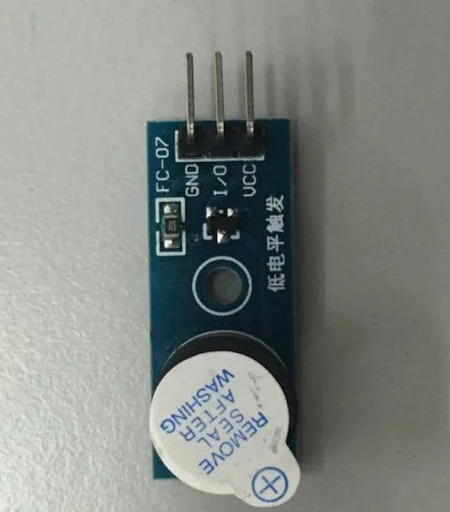 FC-07
GND
I/O
VCC
低电平触发
REMOVE
SEAL
AFTER
WASHING
+